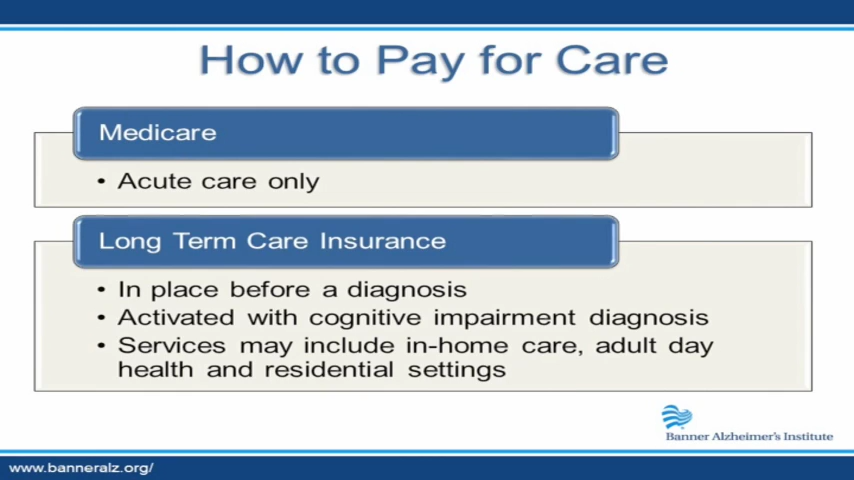 How to Pay for Care
Medicare
• Acute care only
Long Term Care Insurance
• In place before a diagnosis
• Activated with cognitive impairment diagnosis
• Services may include in-home care, adult day
health and residential settings
Banner Alzheimer's Institute
www.banneralz.org/